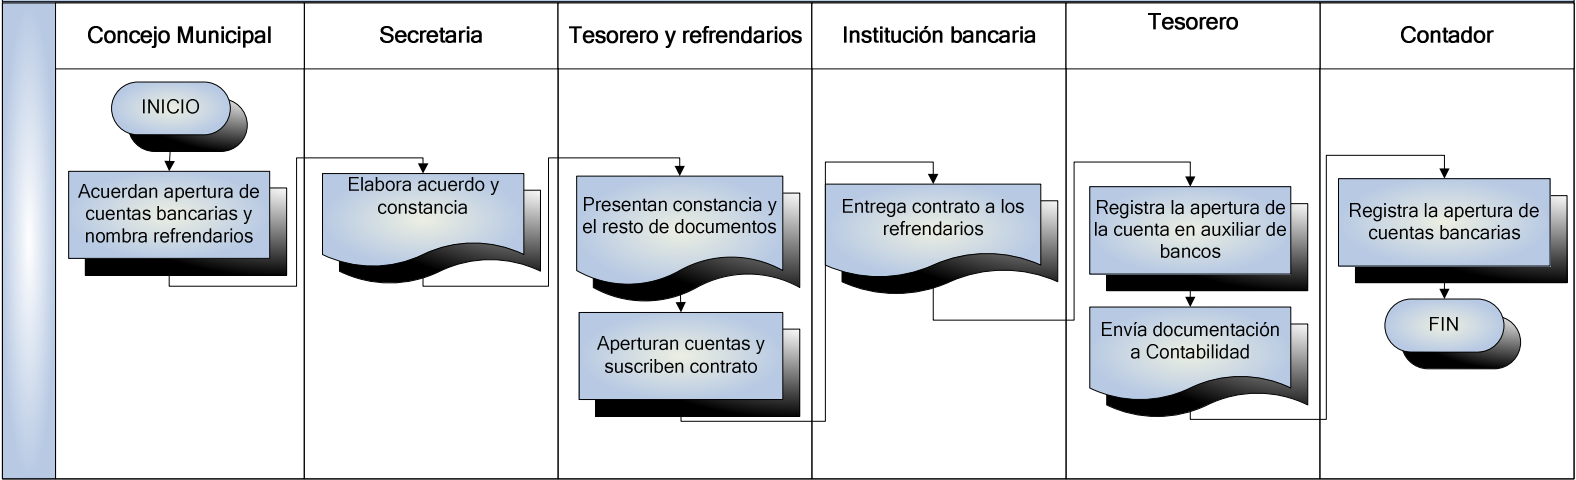 Concejo Municipal
Secretaria
Tesorero y refrendarios
Institución bancaria
Tesorero
Contador
INICIO
Acuerdan apertura de
cuentas bancarias y
nombra refrendarios
Elabora acuerdo y
constancia
Presentan constancia y
el resto de documentos
Aperturan cuentas y
suscriben contrato
Entrega contrato a los
refrendarios
Registra la apertura de
la cuenta en auxiliar de
bancos
Envía documentación
a Contabilidad
Registra la apertura de
cuentas bancarias
FIN